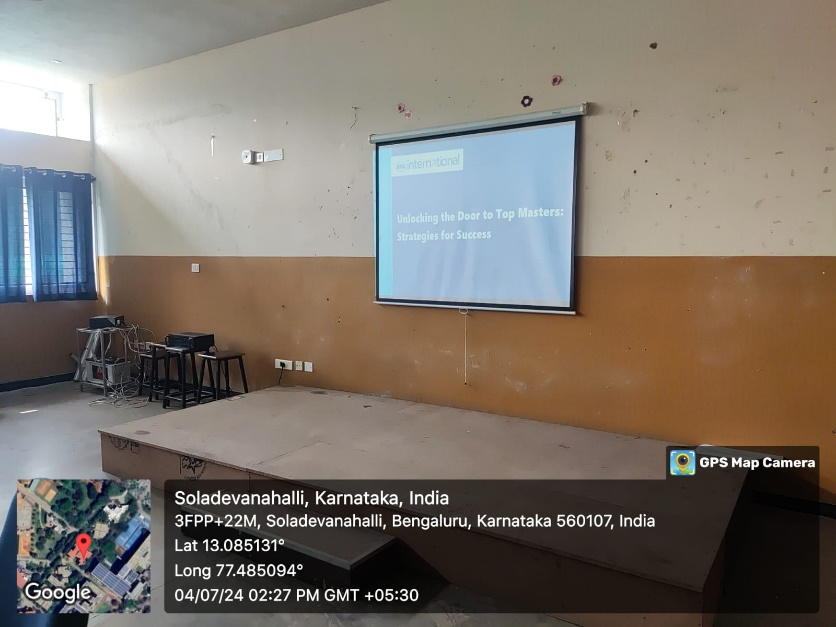 international
Unlocking the Door to Top Masters:
Strategies for Success
GPS Map Camera
Soladevanahalli, Karnataka, India
3FPP+22M, Soladevanahalli, Bengaluru, Karnataka 560107, India
Lat 13.085131°
Long 77.485094°
04/07/24 02:27 PM GMT +05:30
Google